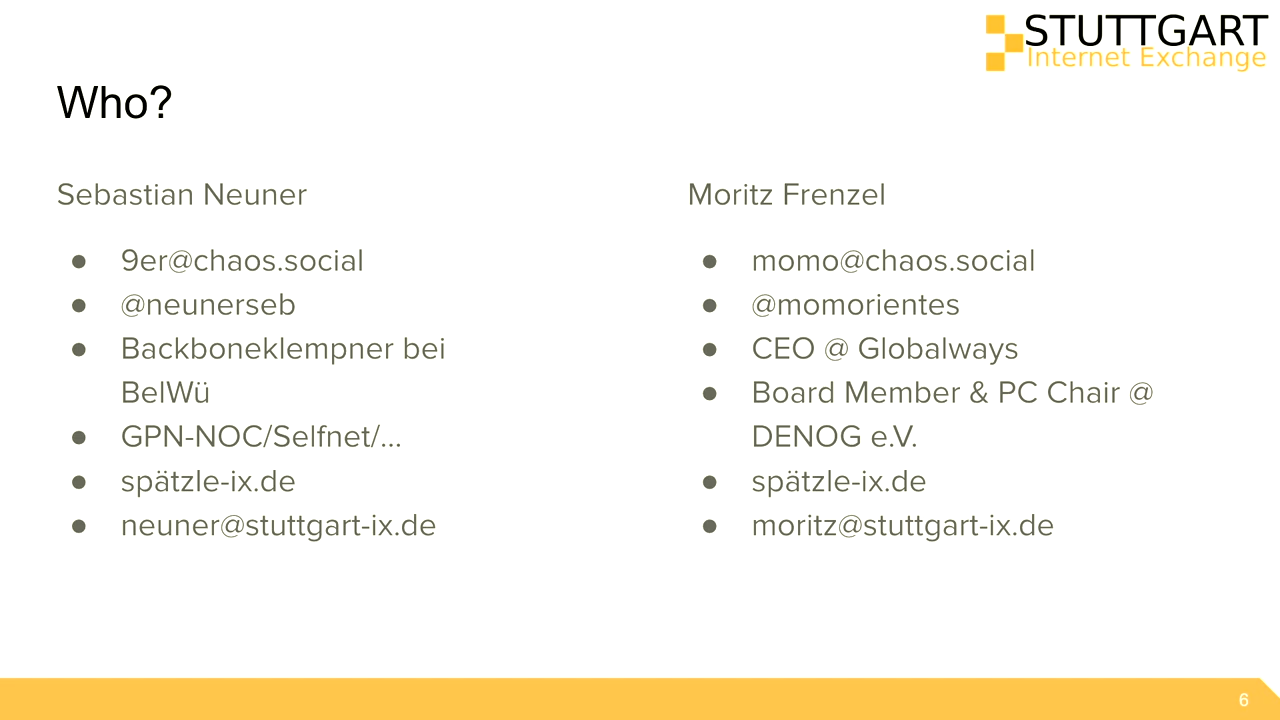 STUTTGART
Internet Exchange
Who?
Sebastian Neuner
● 9er@chaos.social
● @neunerseb
● Backboneklempner bei
BelWü
● GPN-NOC/Selfnet/...
● spätzle-ix.de
● neuner@stuttgart-ix.de
Moritz Frenzel
● momo@chaos.social
● @momorientes
● CEO @ Globalways
● Board Member & PC Chair @
DENOG e.V.
● spätzle-ix.de
● moritz@stuttgart-ix.de
6